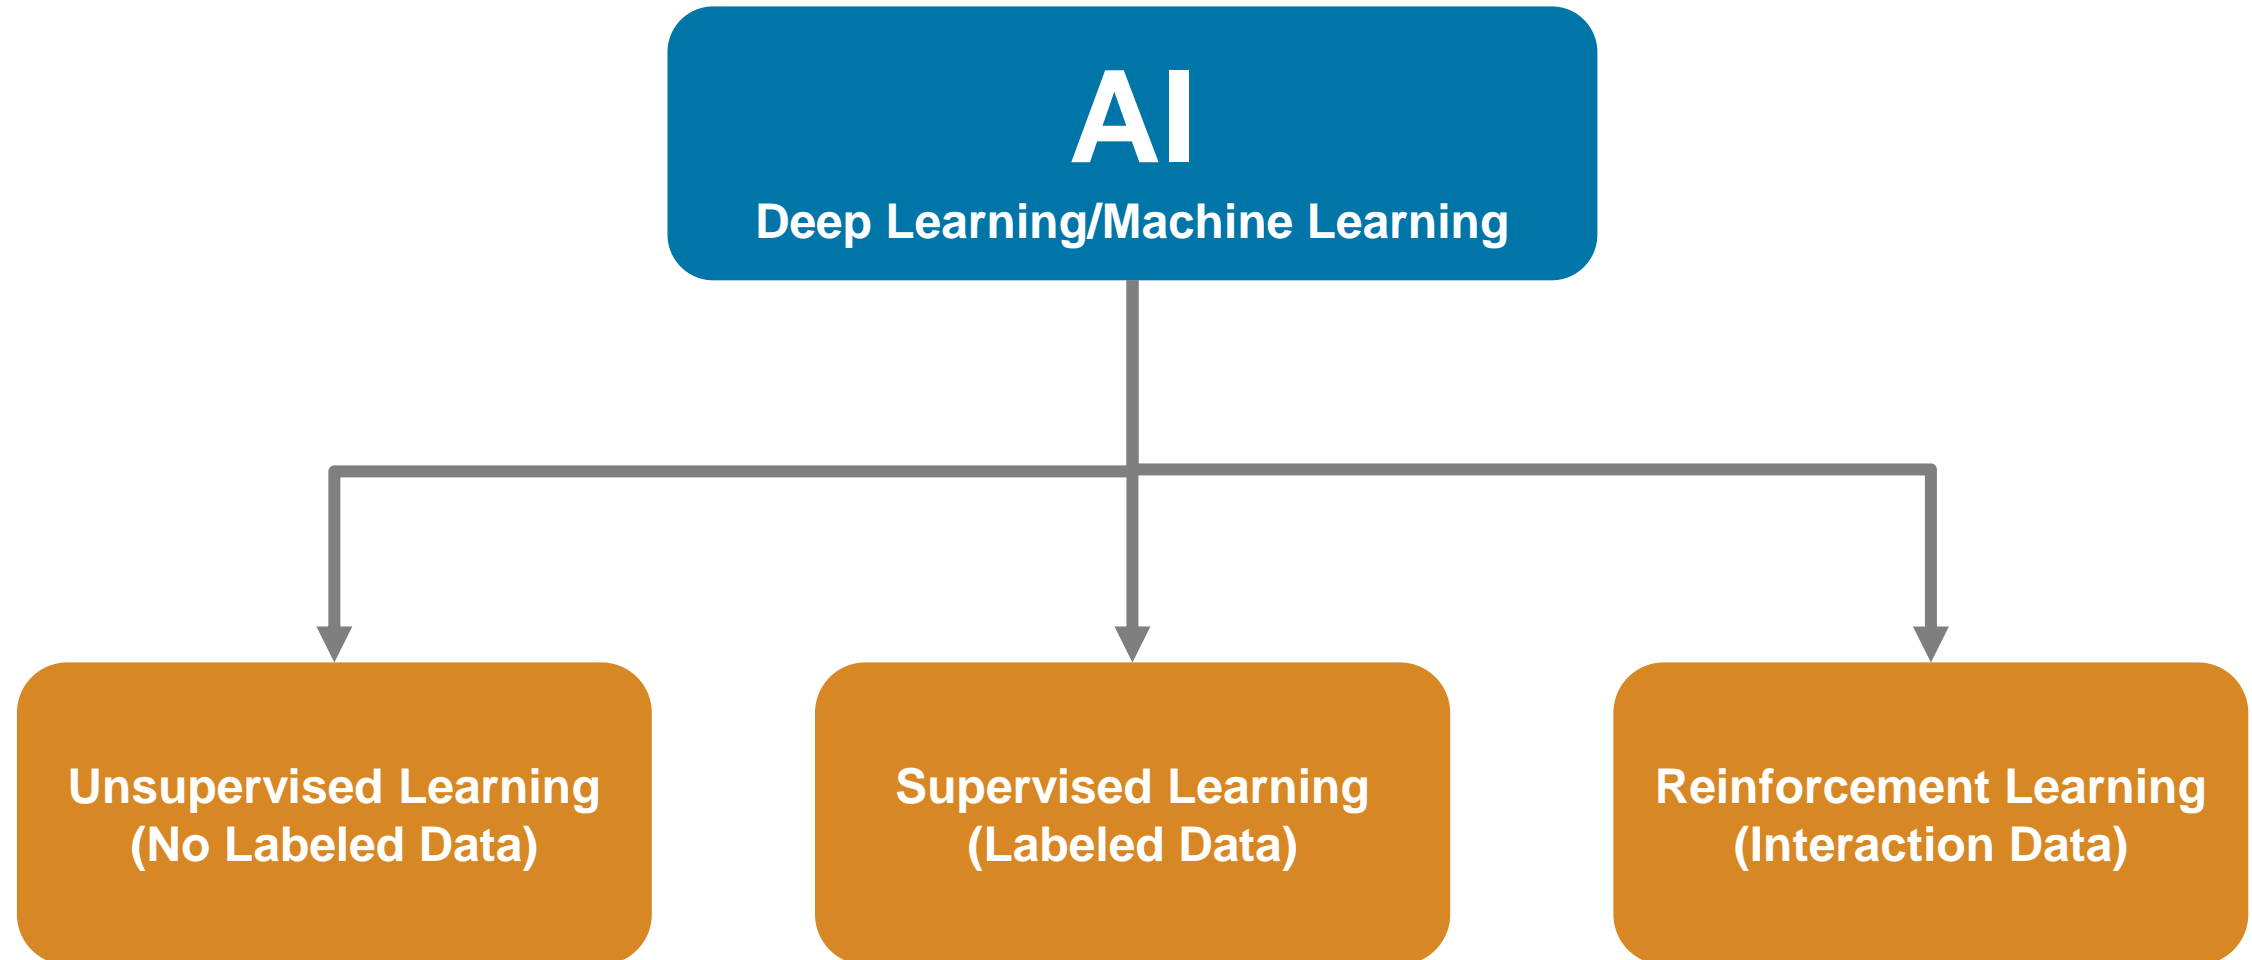 AI
Deep Learning/Machine Learning
Unsupervised Learning
(No Labeled Data)
Supervised Learning
(Labeled Data)
Reinforcement Learning
(Interaction Data)